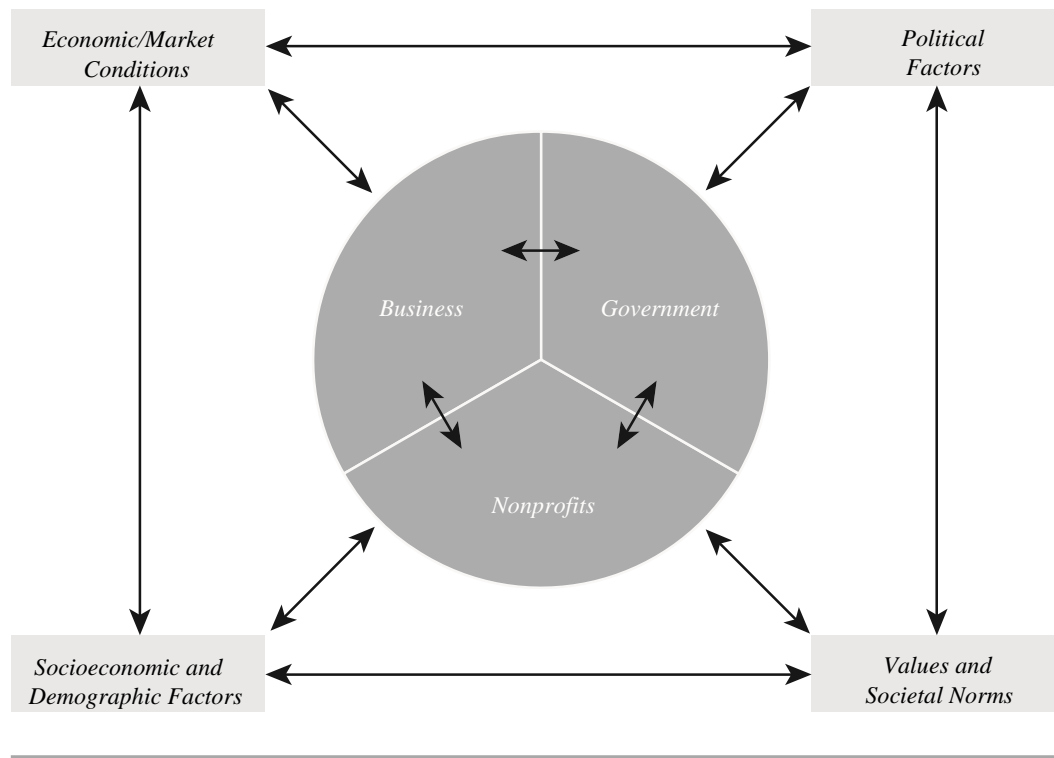 Economic/Market
Conditions
Political
Factors
Business
Government
Nonprofits
Socioeconomic and
Demographic Factors
Values and
Societal Norms